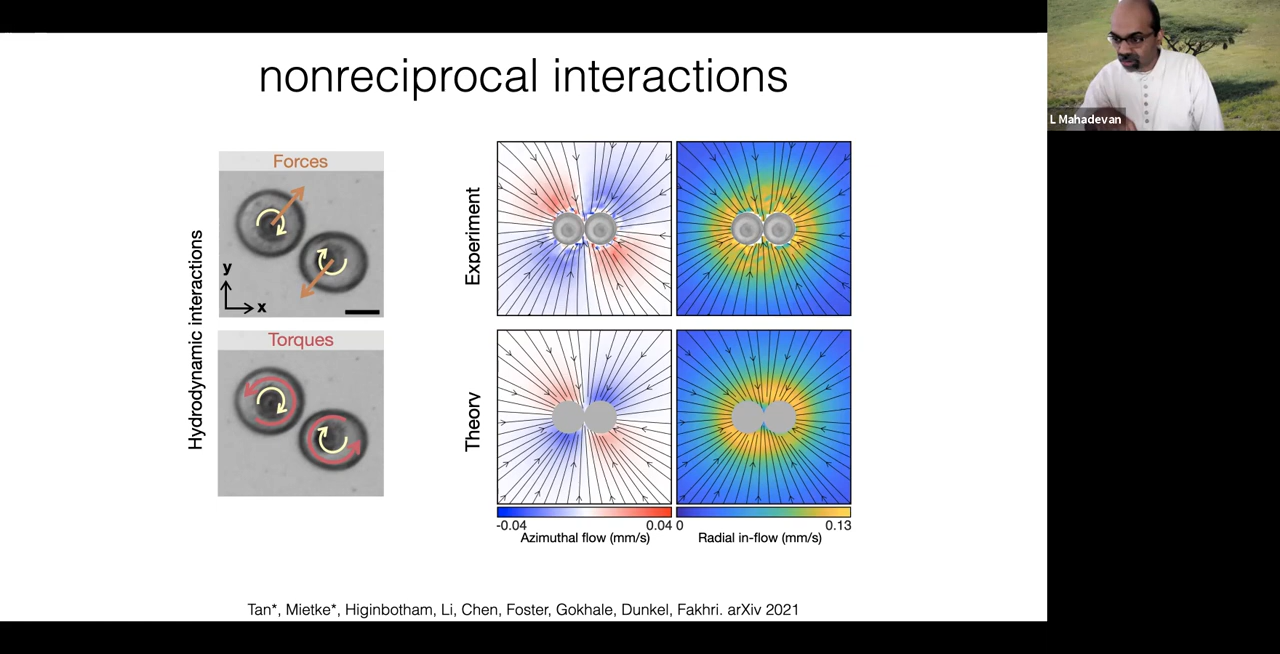 nonreciprocal interactions
L Mahadevan
Hydrodynamic interactions
Forces
y
x
Torques
Experiment
Theory
-0.04
0.04
0
0.13
Azimuthal flow (mm/s)
Radial in-flow (mm/s)
Tan*, Mietke*, Higinbotham, Li, Chen, Foster, Gokhale, Dunkel, Fakhri. arXiv 2021